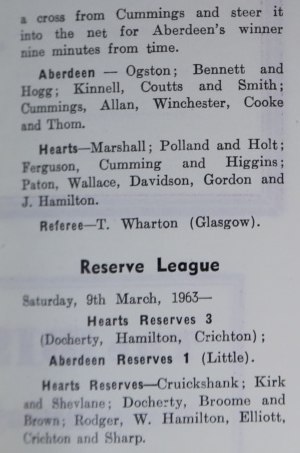 a cross from Cummings and steer it
into the net for Aberdeen's winner
nine minutes from time.
Aberdeen — Ogston; Bennett and
Hogg; Kinnell, Coutts and Smith;
Cummings, Allan, Winchester, Cooke
and Thom.
Hearts—Marshall; Polland and Holt;
Ferguson, Cumming and Higgins;
Paton, Wallace, Davidson, Gordon and
J. Hamilton.
Referee—T. Wharton (Glasgow).
Reserve League
Saturday, 9th March, 1963—
Hearts Reserves 3
(Docherty, Hamilton, Crichton);
Aberdeen Reserves 1 (Little).
Hearts Reserves—Cruickshank; Kirk
and Shevlane; Docherty, Broome and
Brown; Rodger, W. Hamilton, Elliott,
Crichton and Sharp.